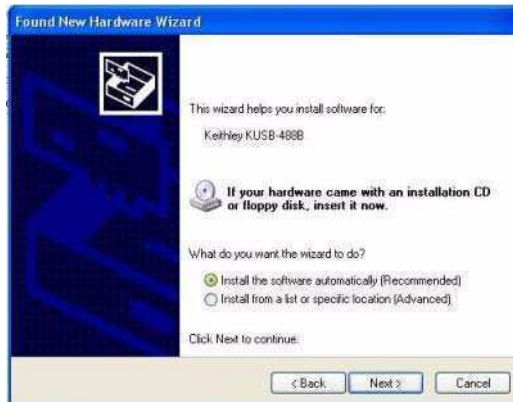 Found New Hardware Wizard
This wizard helps you install software for:
Keithley KUSB-488B
If your hardware came with an installation CD
or floppy disk, insert it now.
What do you want the wizard to do?
Install the software automatically (Recommended)
Install from a list or specific location (Advanced)
Click Next to continue.
< Back
Next >
Cancel